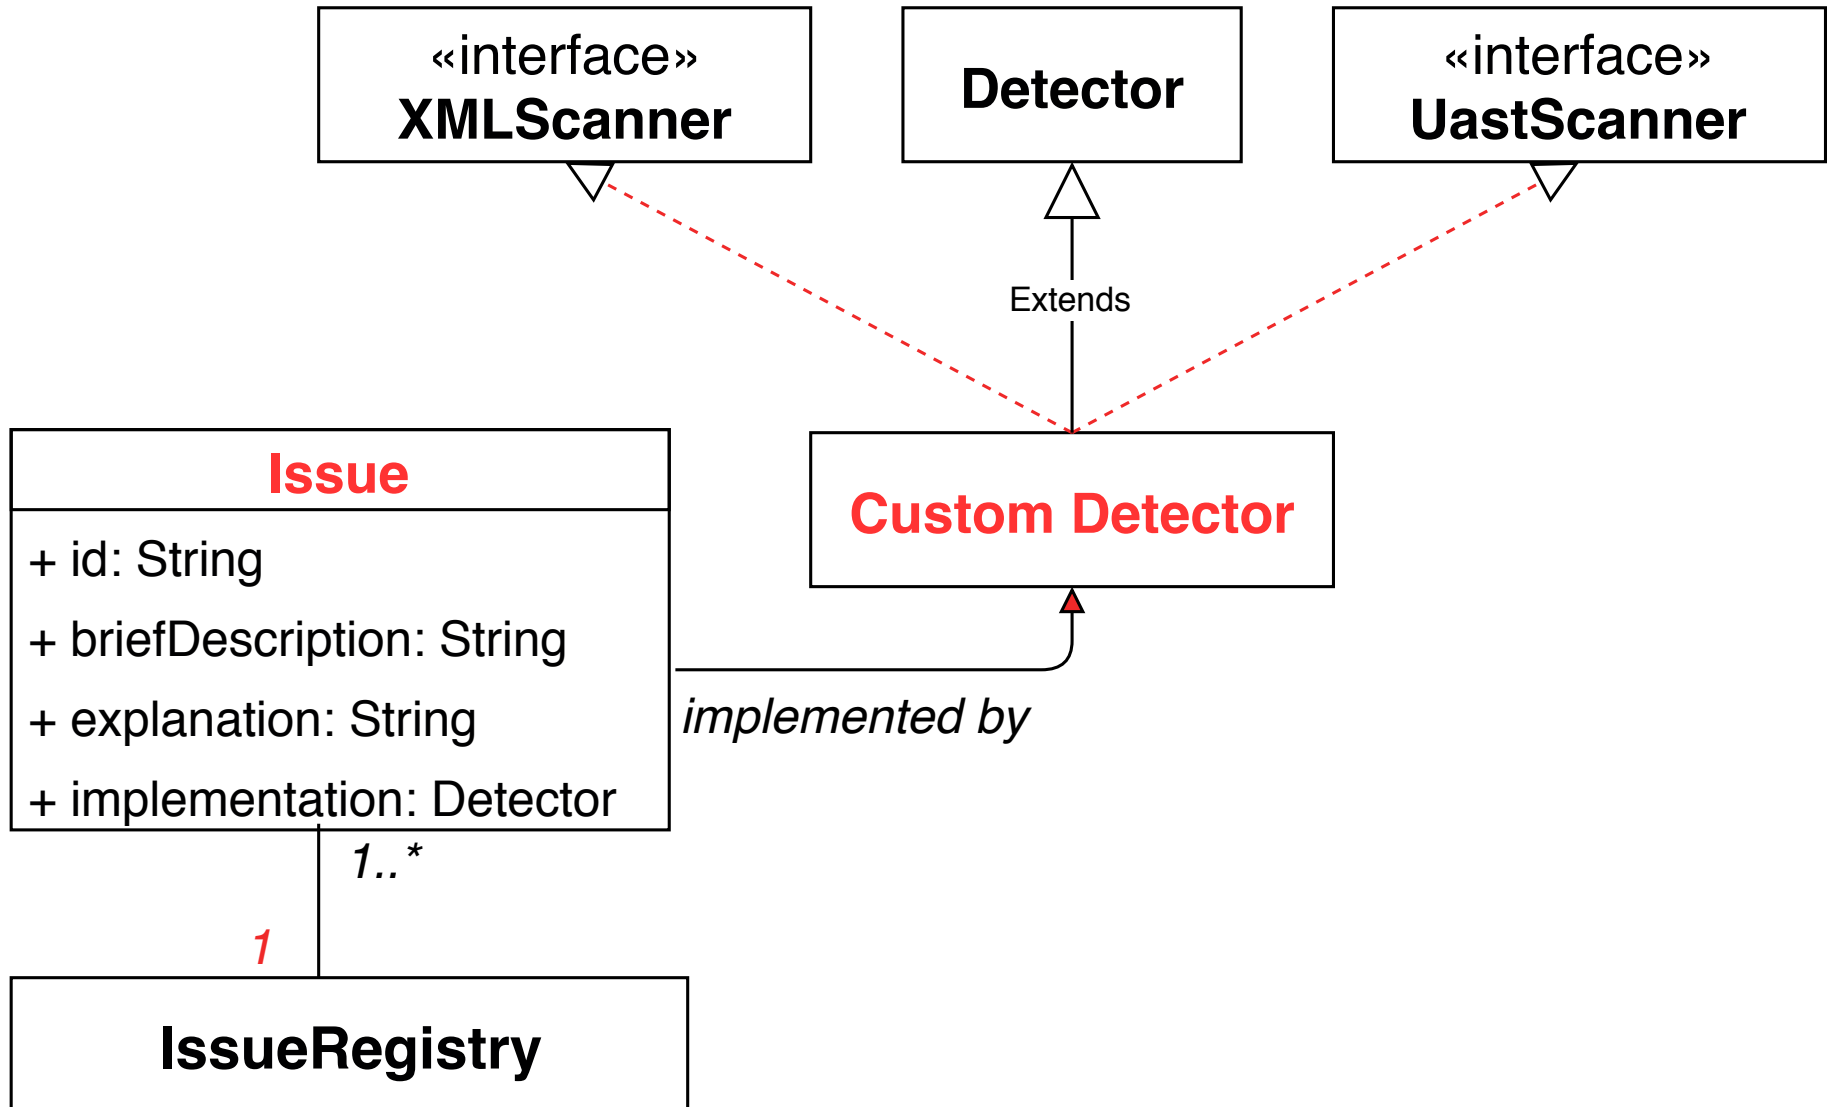 «interface»
XMLScanner
Detector
«interface»
UastScanner
Extends
Issue
+ id: String
+ briefDescription: String
+ explanation: String
+ implementation: Detector
Custom Detector
implemented by
1..*
1
IssueRegistry